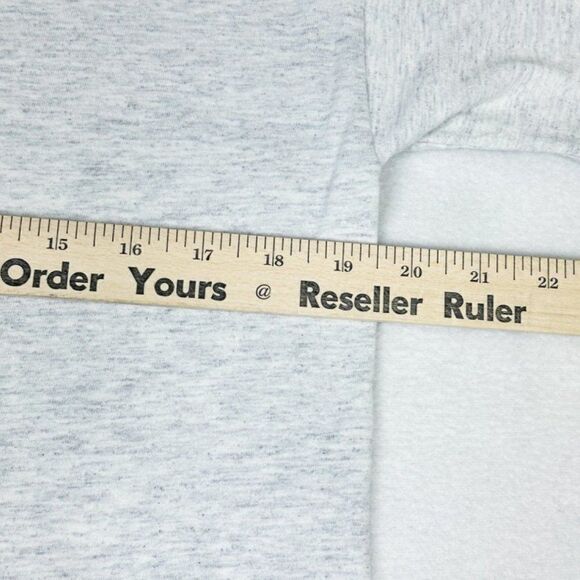 15 16 17 18 19 20 21 22
Order Yours @ Reseller Ruler